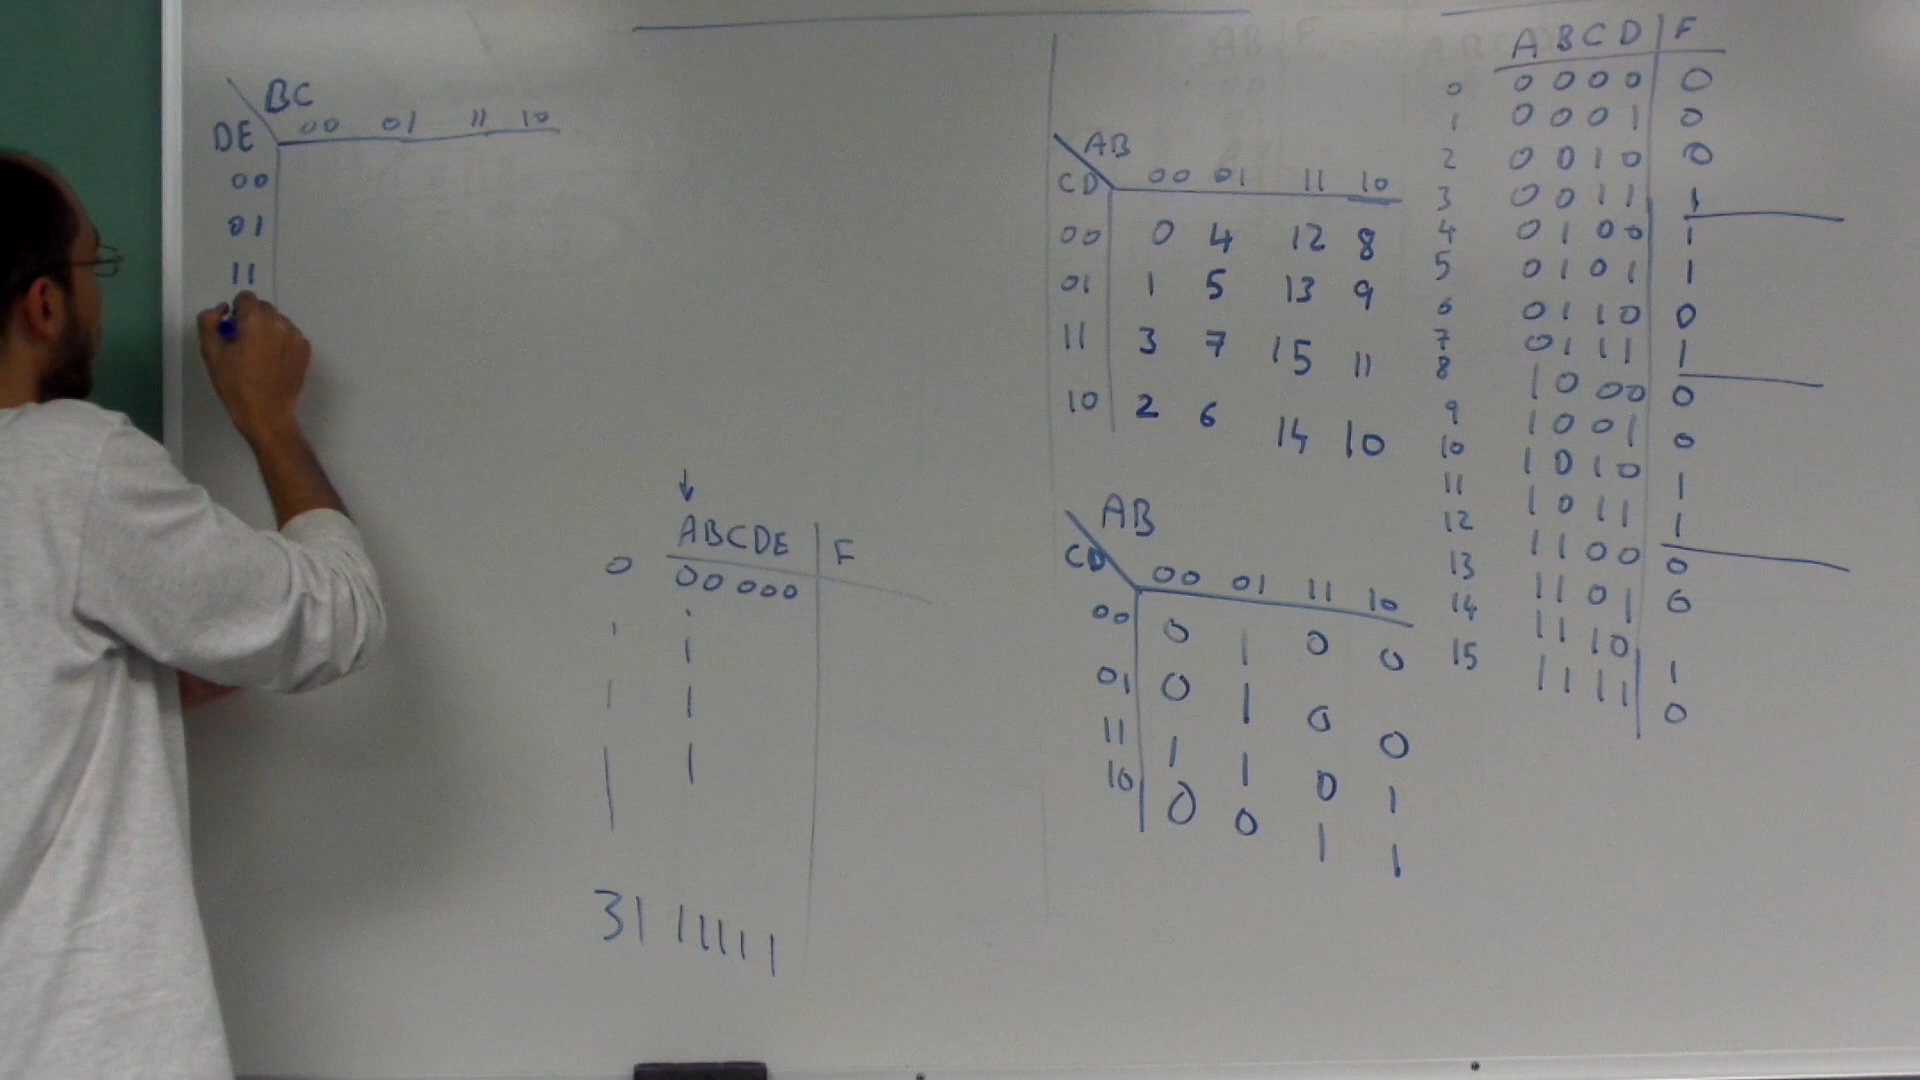 BC
DE 00 01 11 10
00
01
11
ABCDE F
0 00000
31 11111
AB
CD 00 01 11 10
00 0 4 12 8
01 1 5 13 9
11 3 7 15 11
10 2 6 14 10
AB
CD 00 01 11 10
00 0 1 0 0
01 0 1 0 0
11 1 1 0 1
10 0 0 1 1
A B C D F
0 0 0 0 0 0
1 0 0 0 1 0
2 0 0 1 0 0
3 0 0 1 1 1
4 0 1 0 0 1
5 0 1 0 1 1
6 0 1 1 0 0
7 0 1 1 1 1
8 1 0 0 0 0
9 1 0 0 1 0
10 1 0 1 0 1
11 1 0 1 1 1
12 1 1 0 0 0
13 1 1 0 1 0
14 1 1 1 0 1
15 1 1 1 1 0